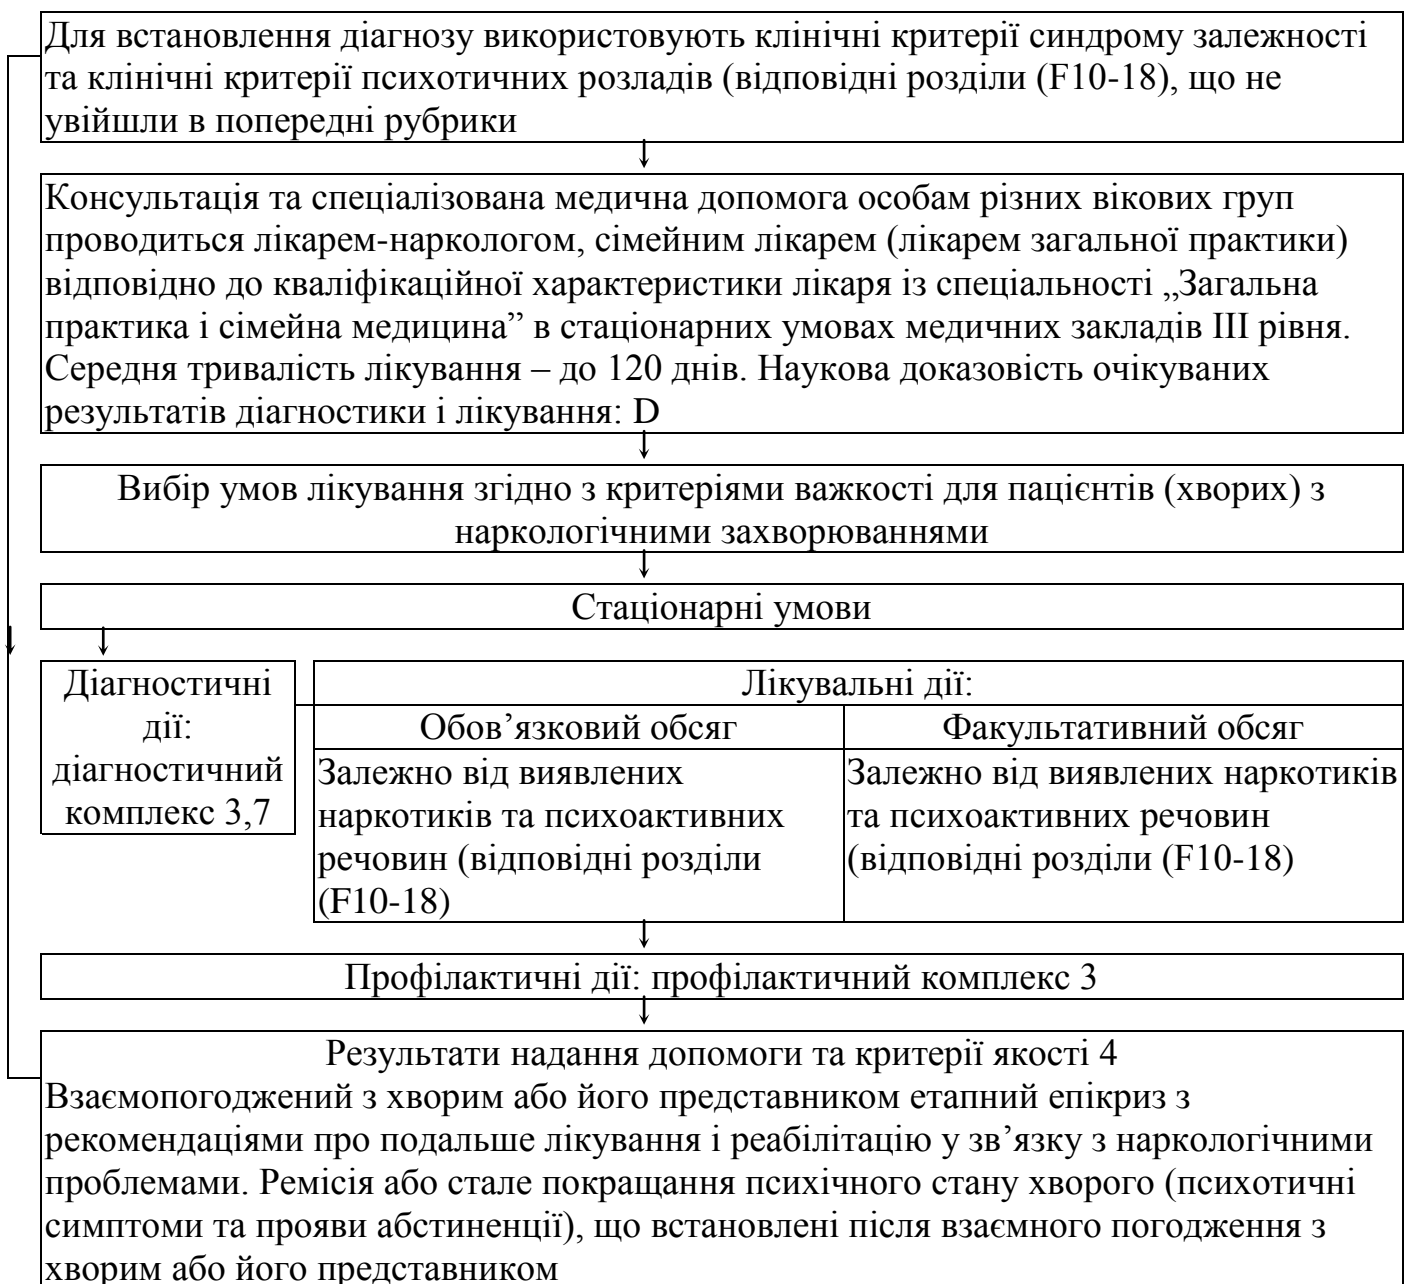 Для встановлення діагнозу використовують клінічні критерії синдрому залежності
та клінічні критерії психотичних розладів (відповідні розділи (F10-18), що не
увійшли в попередні рубрики
Консультація та спеціалізована медична допомога особам різних вікових груп
проводиться лікарем-наркологом, сімейним лікарем (лікарем загальної практики)
відповідно до кваліфікаційної характеристики лікаря із спеціальності „Загальна
практика і сімейна медицина” в стаціонарних умовах медичних закладів III рівня.
Середня тривалість лікування – до 120 днів. Наукова доказовість очікуваних
результатів діагностики і лікування: D
Вибір умов лікування згідно з критеріями важкості для пацієнтів (хворих) з
наркологічними захворюваннями
Стаціонарні умови
Діагностичні
дії:
діагностичний
комплекс 3,7
Лікувальні дії:
Обов’язковий обсяг
Залежно від виявлених
наркотиків та психоактивних
речовин (відповідні розділи
(F10-18)
Факультативний обсяг
Залежно від виявлених наркотиків
та психоактивних речовин
(відповідні розділи (F10-18)
Профілактичні дії: профілактичний комплекс 3
Результати надання допомоги та критерії якості 4
Взаємопогоджений з хворим або його представником етапний епікриз з
рекомендаціями про подальше лікування і реабілітацію у зв’язку з наркологічними
проблемами. Ремісія або стале покращання психічного стану хворого (психотичні
симптоми та прояви абстиненції), що встановлені після взаємного погодження з
хворим або його представником